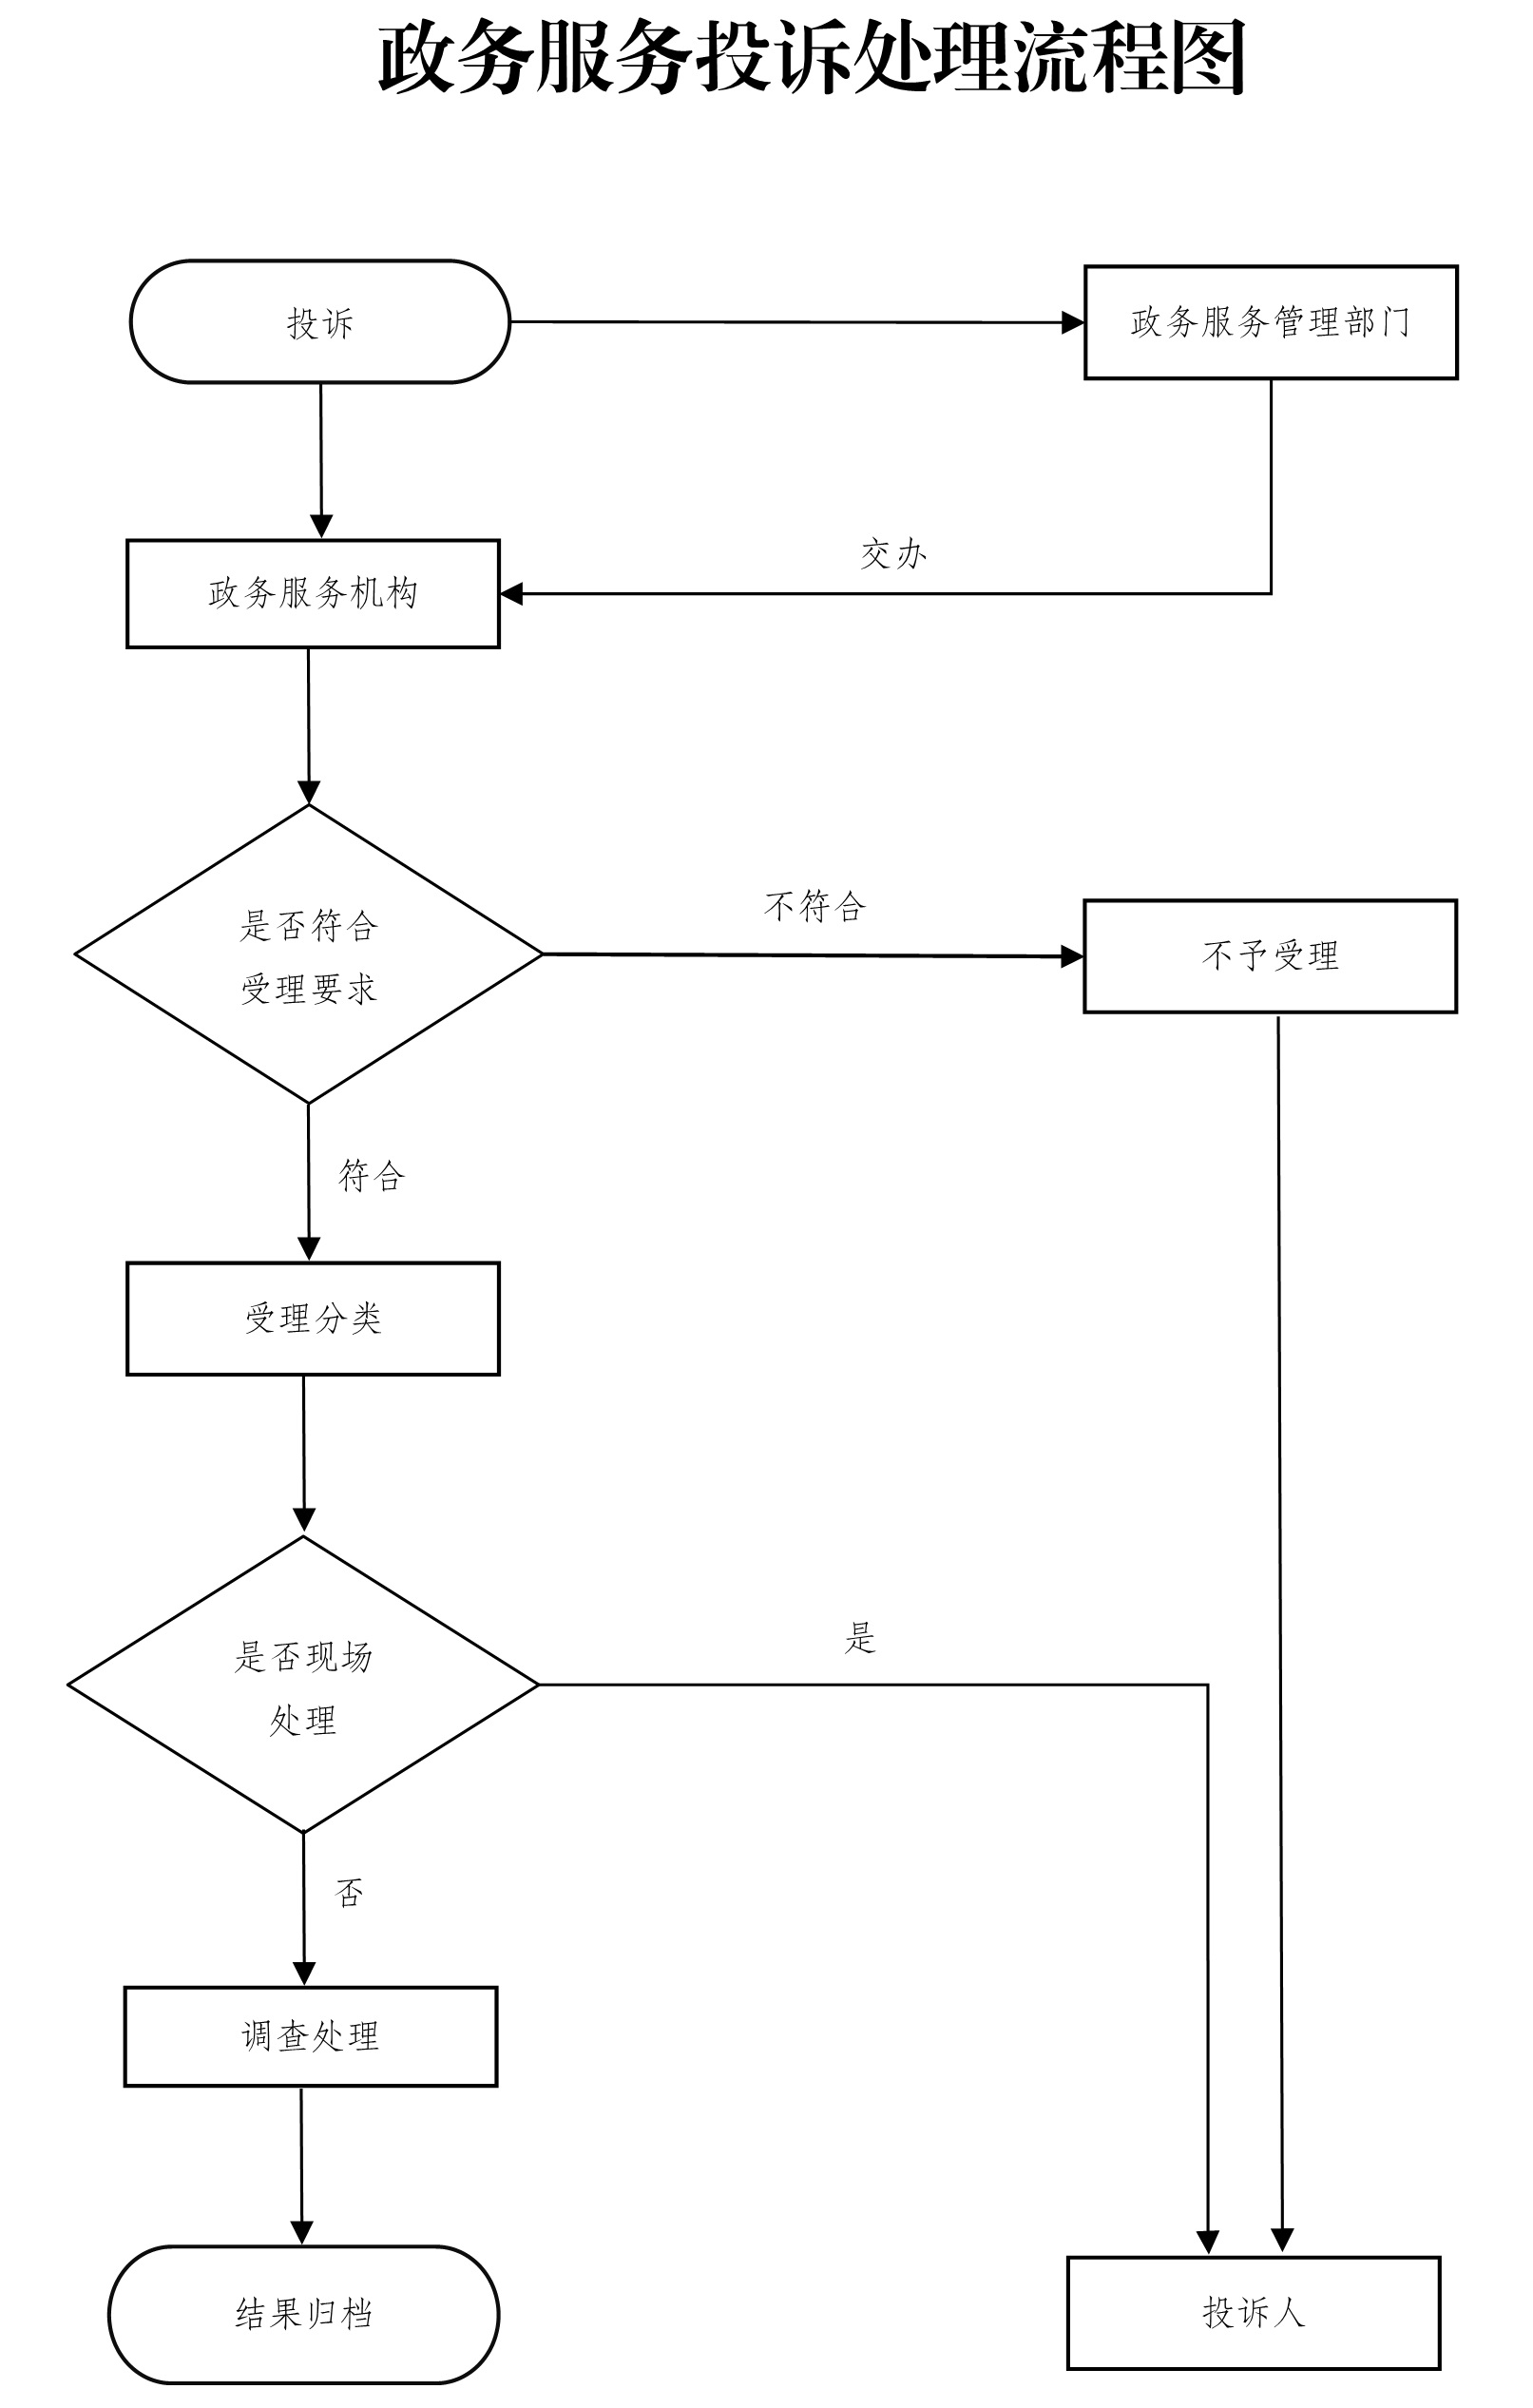 政务服务投诉处理流程图
投诉
政务服务管理部门
交办
政务服务机构
是否符合
受理要求
不符合
不予受理
符合
受理分类
是否现场
处理
是
否
调查处理
结果归档
投诉人